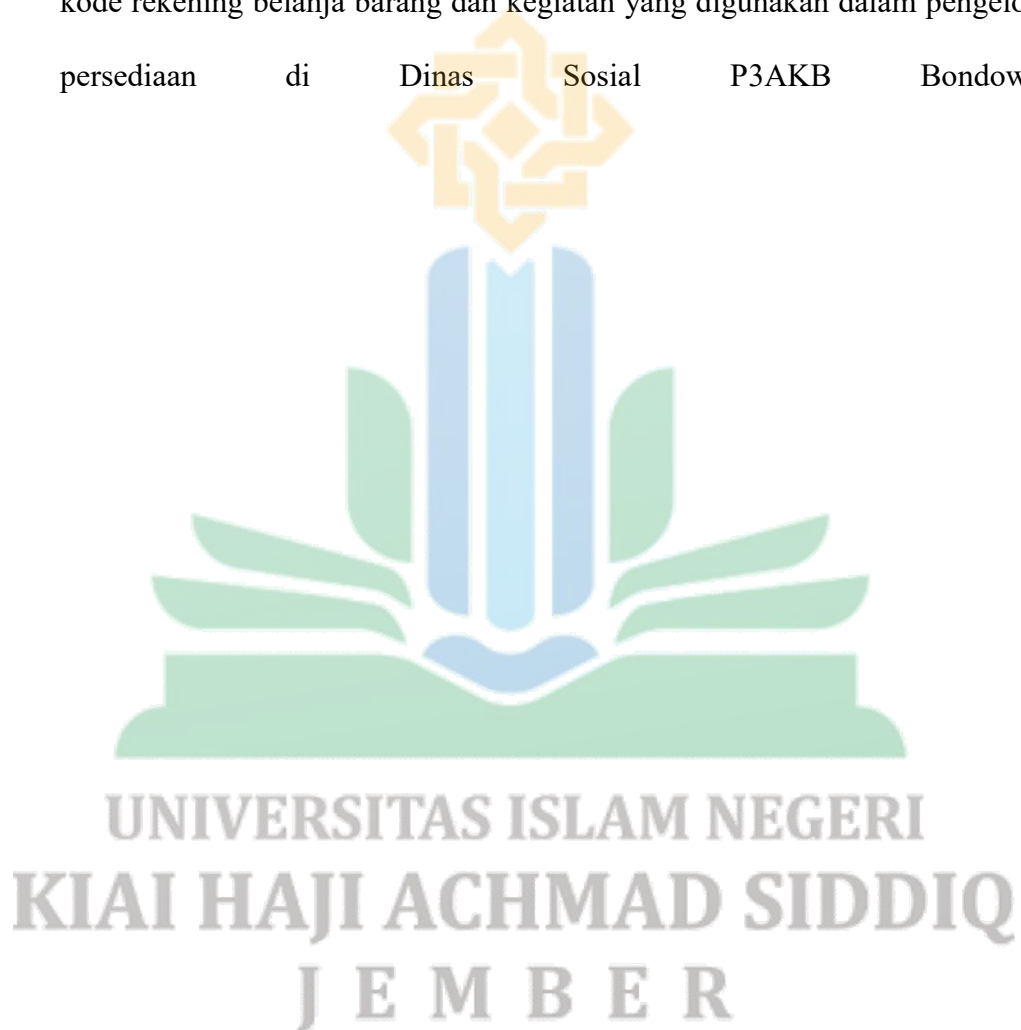 kode rekening belanja barang dan kegiatan yang digunakan dalam pengelo
persediaan di Dinas Sosial P3AKB Bondow
UNIVERSITAS ISLAM NEGERI
KIAI HAJI ACHMAD SIDDIQ
J E M B E R